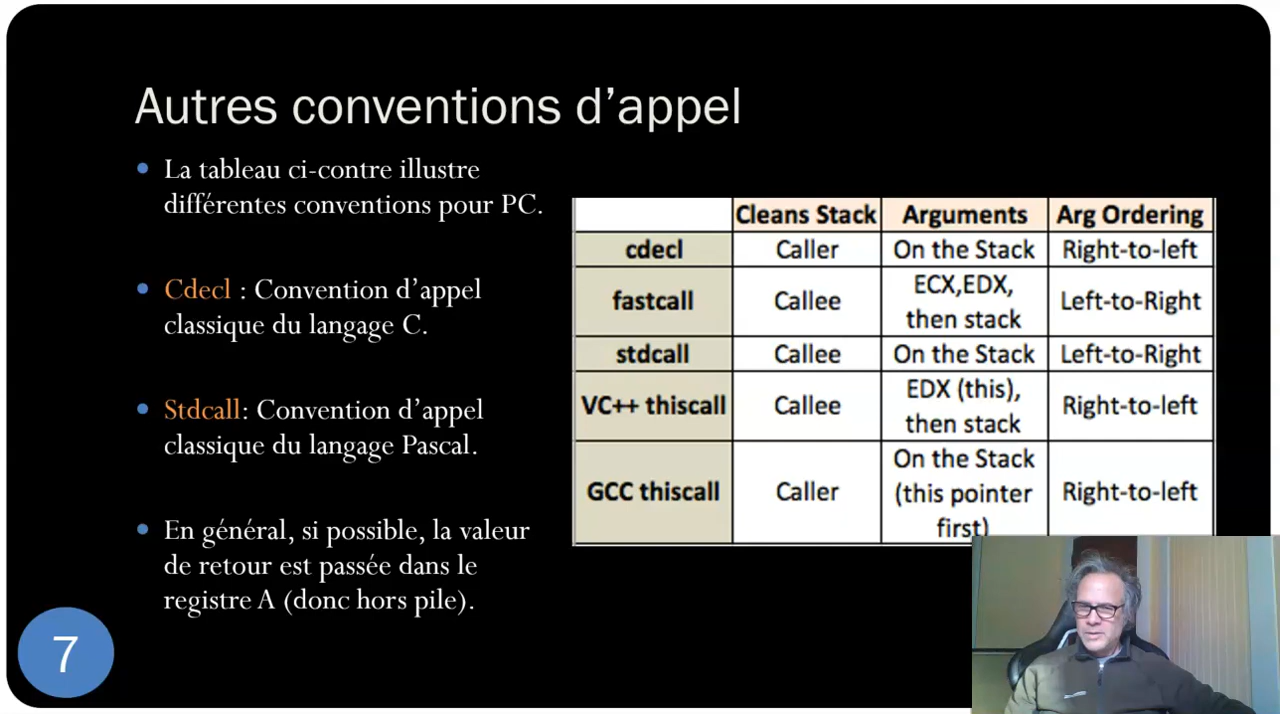 Autres conventions d’appel
La tableau ci-contre illustre
différentes conventions pour PC.
Cdecl : Convention d’appel
classique du langage C.
Stdcall: Convention d’appel
classique du langage Pascal.
En général, si possible, la valeur
de retour est passée dans le
registre A (donc hors pile).
Cleans Stack Arguments Arg Ordering
cdecl Caller On the Stack Right-to-left
fastcall Callee ECX,EDX, then stack Left-to-Right
stdcall Callee On the Stack Left-to-Right
VC++ thiscall Callee EDX (this), then stack Right-to-left
GCC thiscall Caller On the Stack (this pointer first) Right-to-left
7